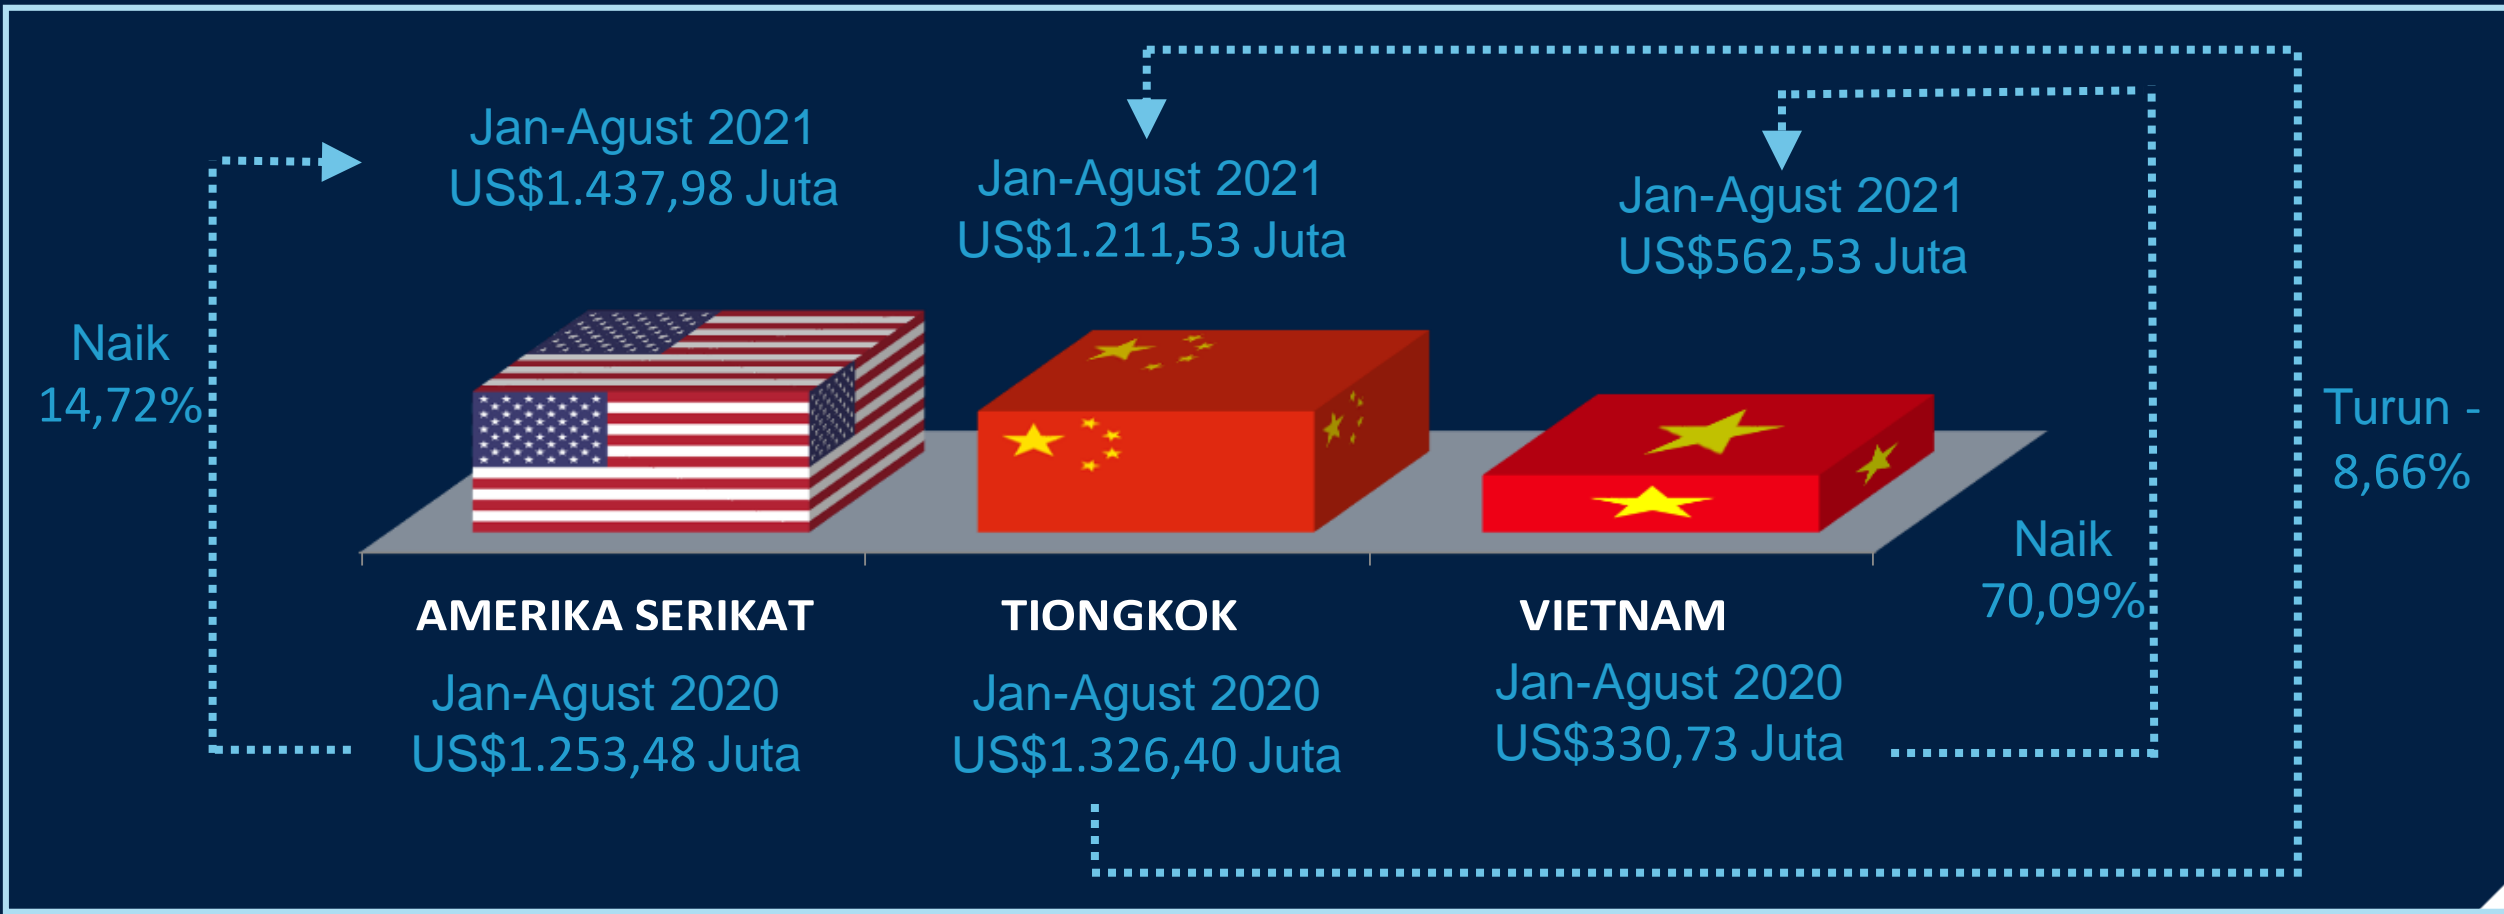 Jan-Agust 2021
US$1.437,98 Juta
Jan-Agust 2021
US$1.211,53 Juta
Jan-Agust 2021
US$562,53 Juta
Naik
14,72%
Turun -
8,66%
Naik
70,09%
AMERIKA SERIKAT
TIONGKOK
VIETNAM
Jan-Agust 2020
US$1.253,48 Juta
Jan-Agust 2020
US$1.326,40 Juta
Jan-Agust 2020
US$330,73 Juta